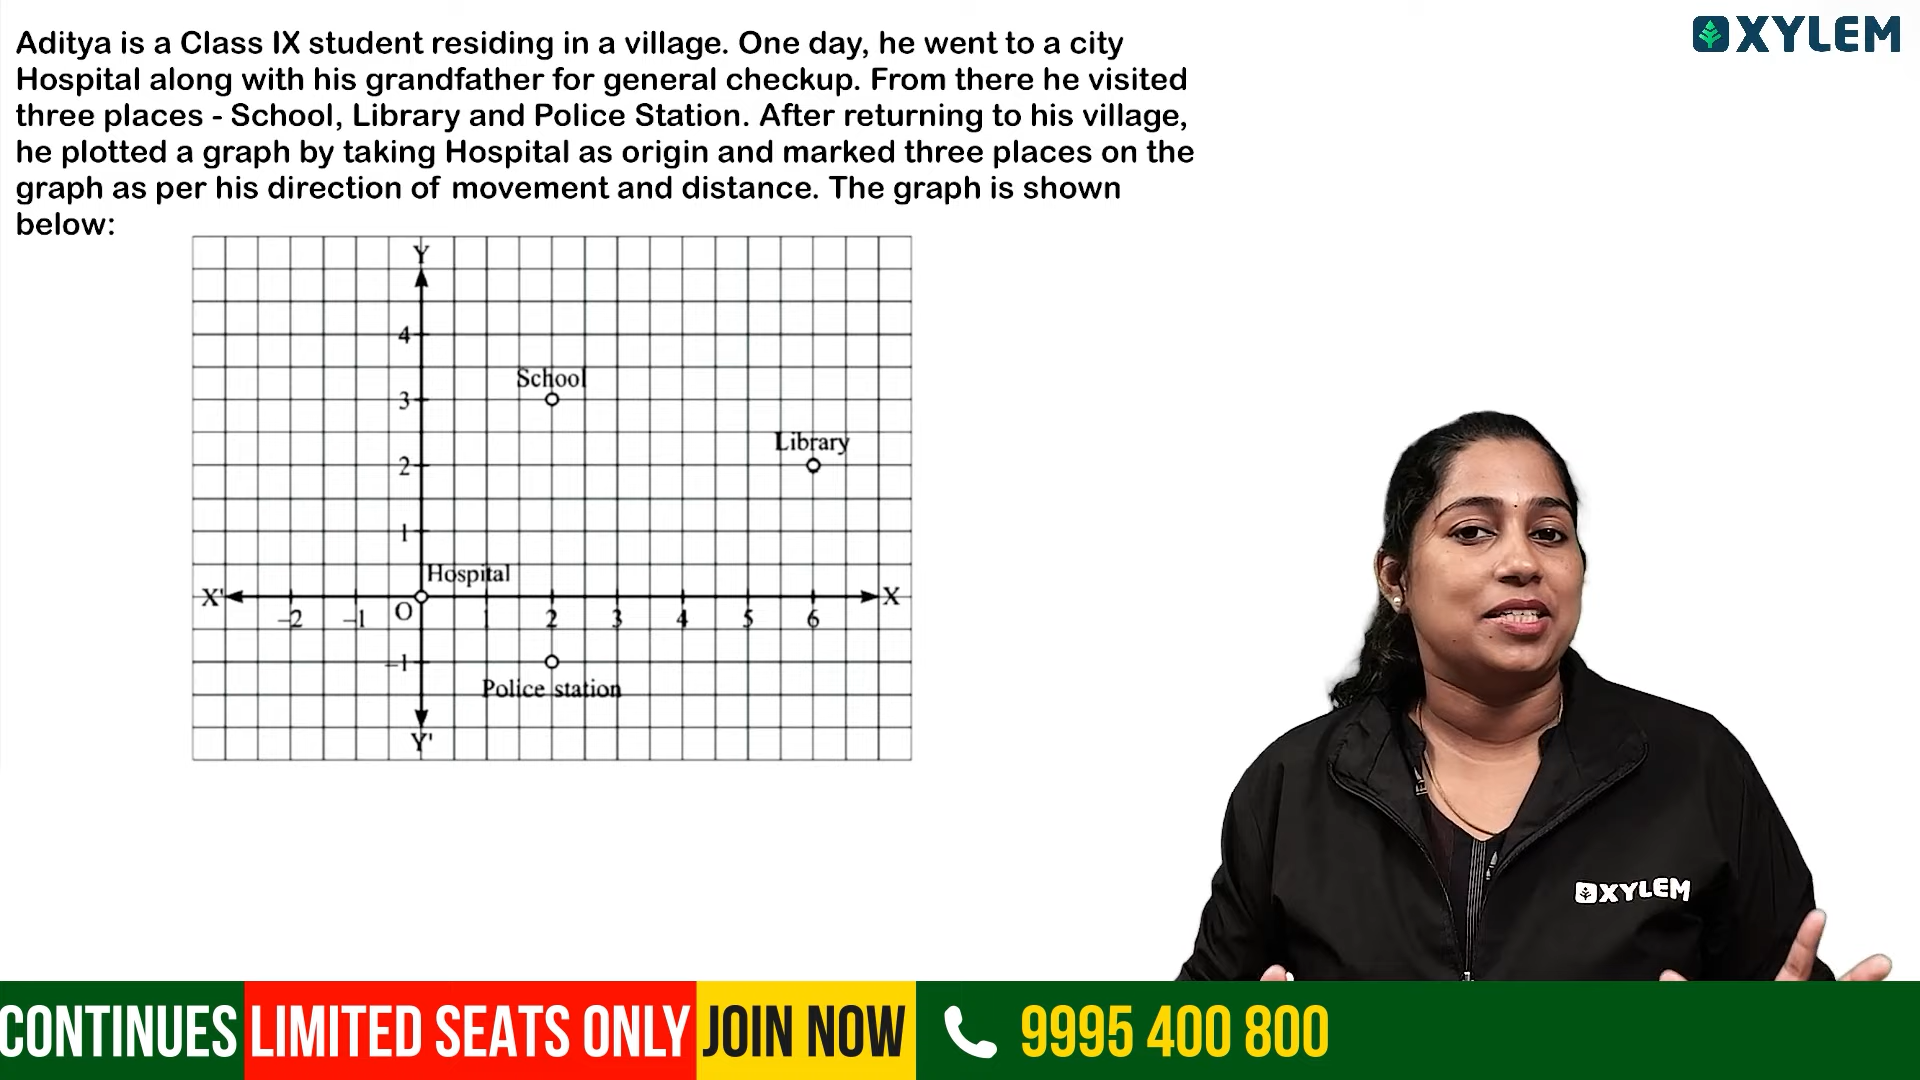 Aditya is a Class IX student residing in a village. One day, he went to a city
Hospital along with his grandfather for general checkup. From there he visited
three places - School, Library and Police Station. After returning to his village,
he plotted a graph by taking Hospital as origin and marked three places on the
graph as per his direction of movement and distance. The graph is shown
below:
XYLEM
Y
4
School
3
Library
2
1
Hospital
X' O X
-2 -1 1 2 3 4 5 6
-1
Police station
Y'
XYLEM
CONTINUES LIMITED SEATS ONLY JOIN NOW 9995 400 800